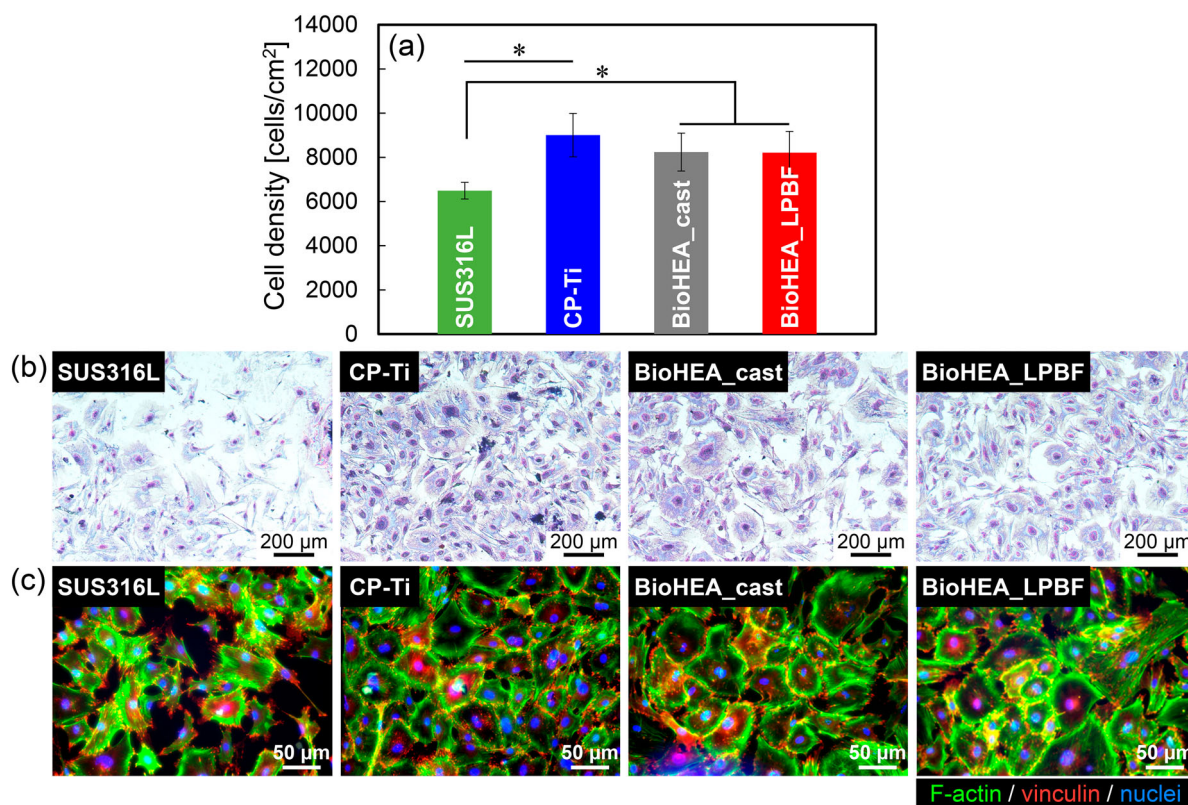 (a)
14000
12000
10000
8000
6000
4000
2000
0
Cell density [cells/cm²]
*
*
SUS316L
CP-Ti
BioHEA_cast
BioHEA_LPBF
(b)
SUS316L
CP-Ti
BioHEA_cast
BioHEA_LPBF
200 µm
200 µm
200 µm
200 µm
(c)
SUS316L
CP-Ti
BioHEA_cast
BioHEA_LPBF
50 µm
50 µm
50 µm
50 µm
F-actin / vinculin / nuclei